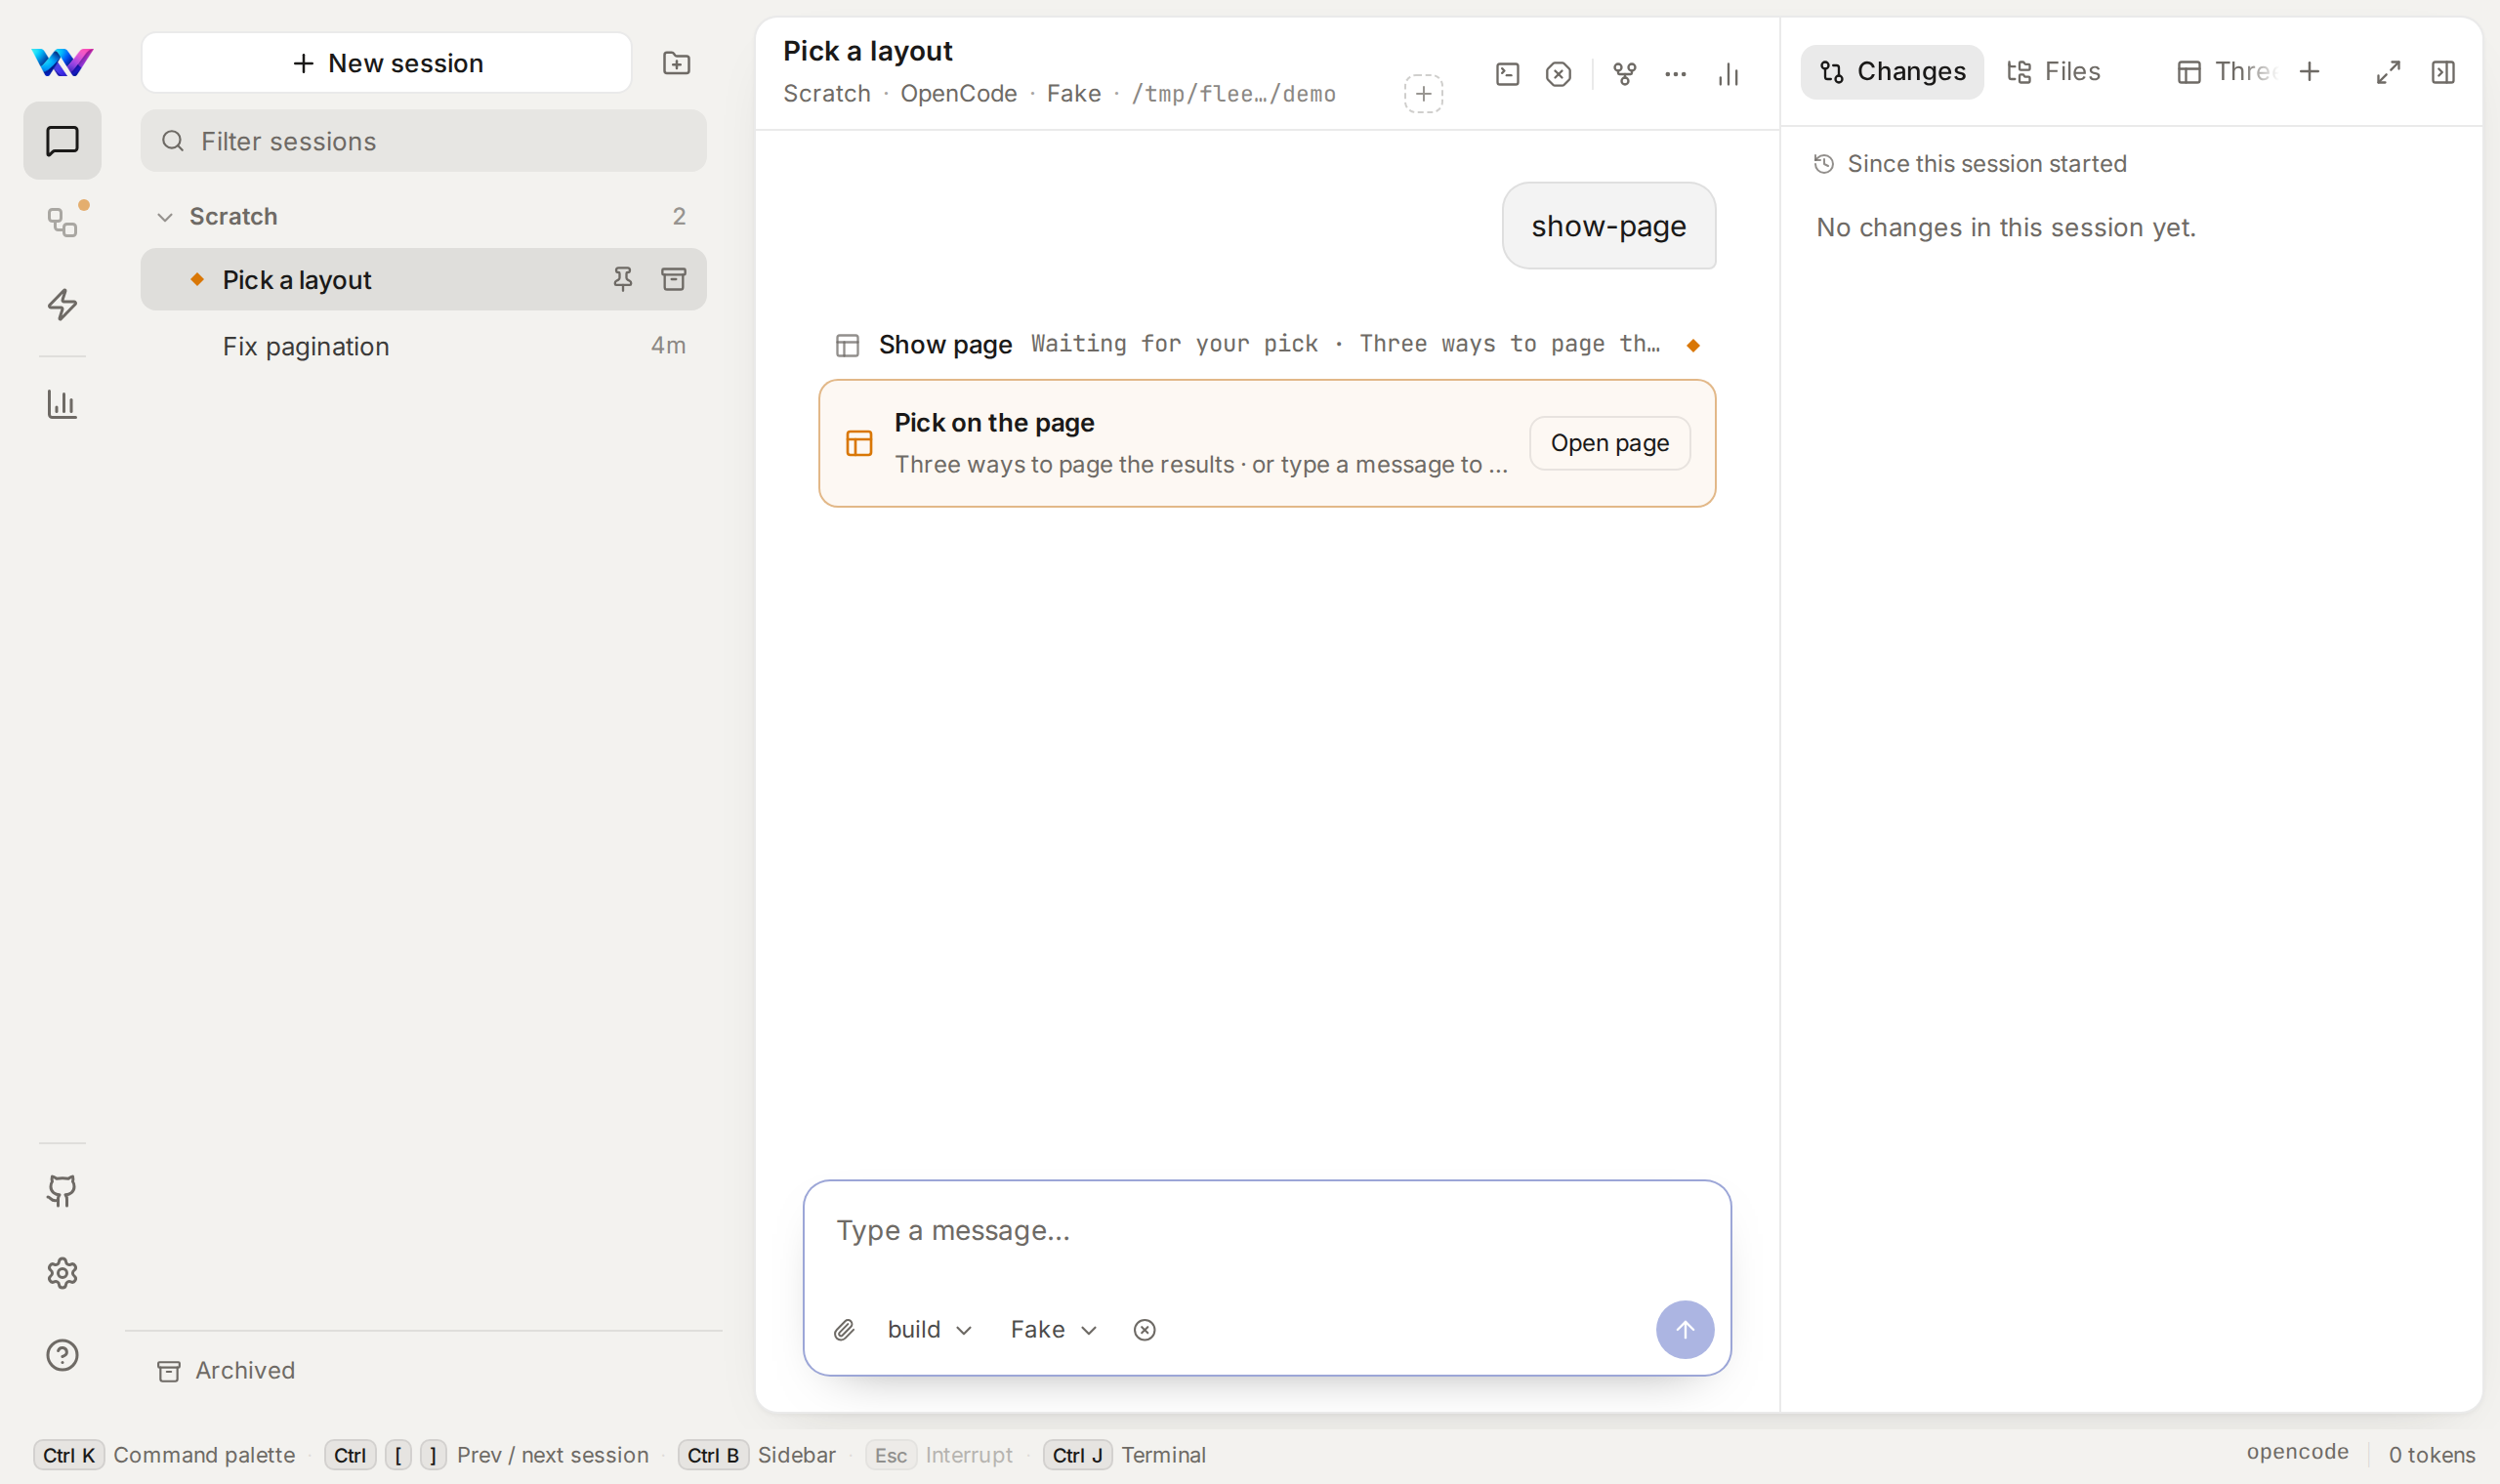 New session
Filter sessions
Scratch 2
Pick a layout
Fix pagination 4m
Archived
Pick a layout
Scratch · OpenCode · Fake · /tmp/flee…/demo
show-page
Show page Waiting for your pick · Three ways to page th…
Pick on the page
Three ways to page the results · or type a message to …
Open page
Type a message…
build Fake
Changes Files Three
Since this session started
No changes in this session yet.
Ctrl K Command palette · Ctrl [ ] Prev / next session · Ctrl B Sidebar · Esc Interrupt · Ctrl J Terminal
opencode 0 tokens